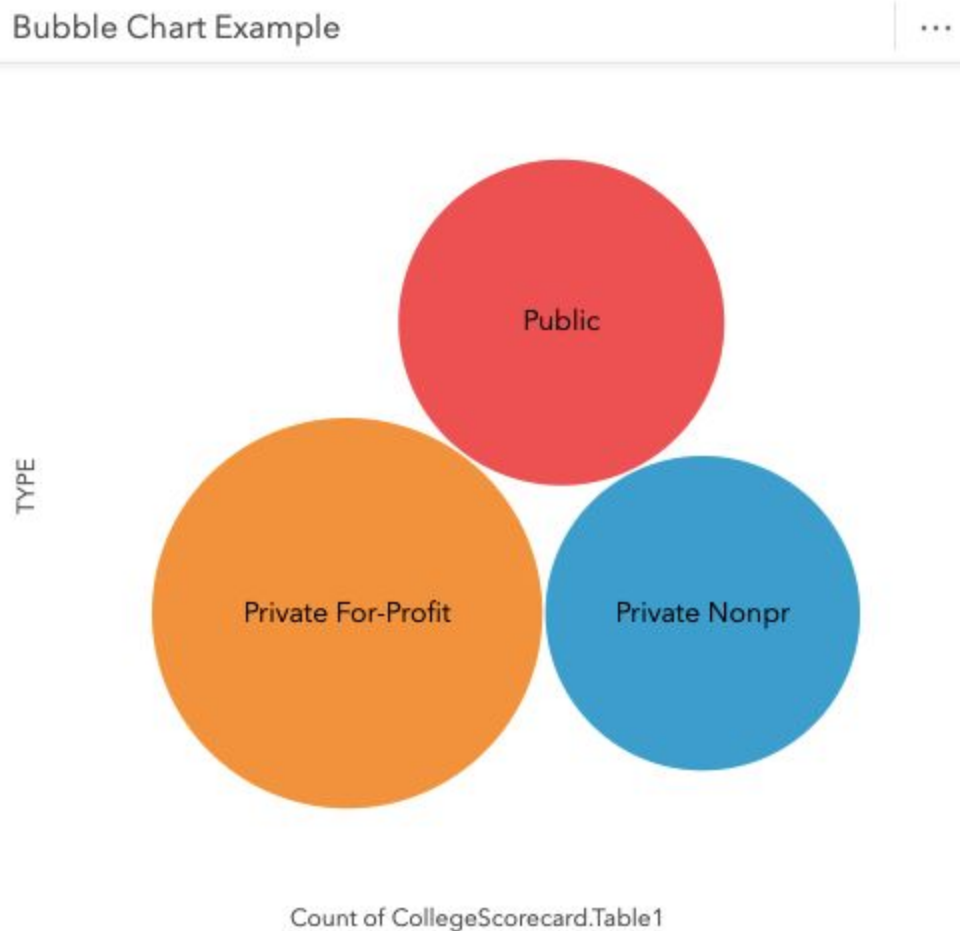 Bubble Chart Example
Public
TYPE
Private For-Profit
Private Nonpr
Count of CollegeScorecard.Table1